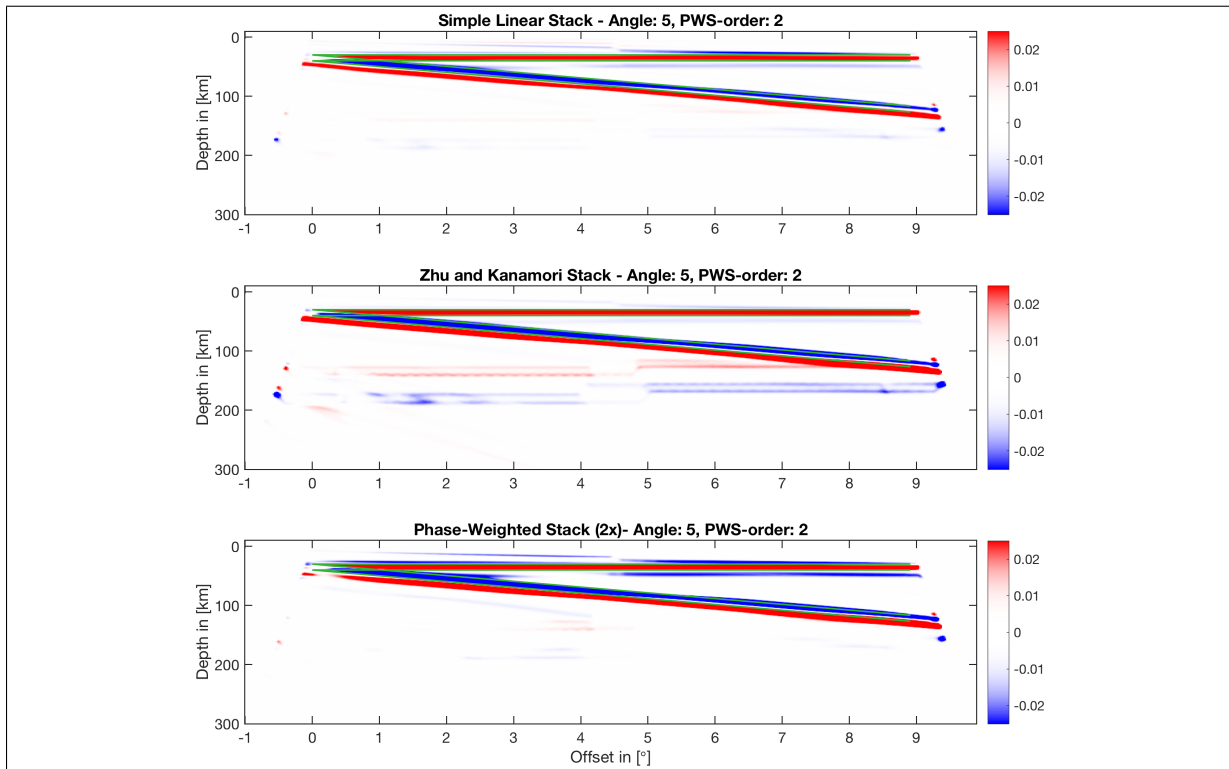 Simple Linear Stack - Angle: 5, PWS-order: 2
0
100
200
300
Depth in [km]
-1 0 1 2 3 4 5 6 7 8 9
0.02
0.01
0
-0.01
-0.02
Zhu and Kanamori Stack - Angle: 5, PWS-order: 2
0
100
200
300
Depth in [km]
-1 0 1 2 3 4 5 6 7 8 9
0.02
0.01
0
-0.01
-0.02
Phase-Weighted Stack (2x)- Angle: 5, PWS-order: 2
0
100
200
300
Depth in [km]
-1 0 1 2 3 4 5 6 7 8 9
Offset in [°]
0.02
0.01
0
-0.01
-0.02